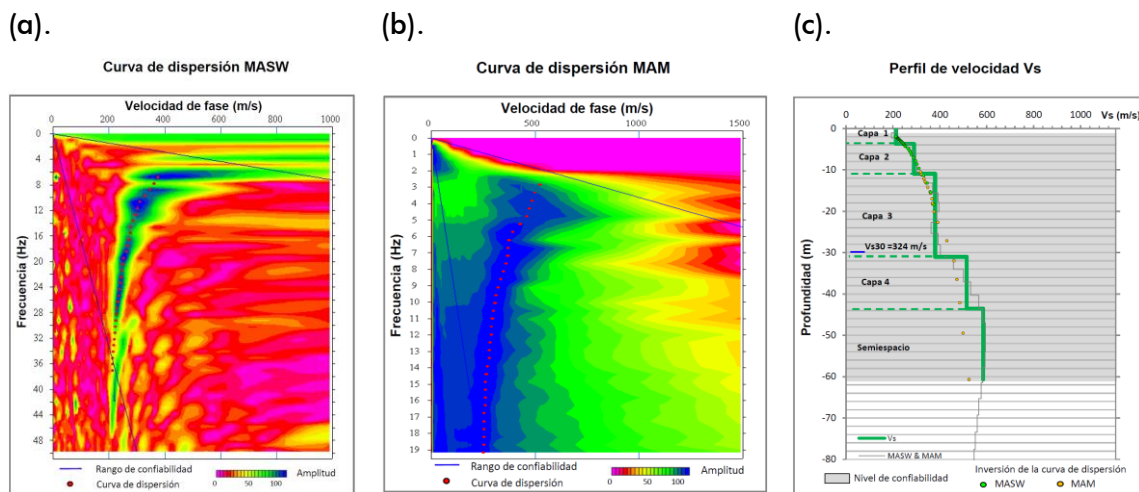 (a).
Curva de dispersión MASW
Velocidad de fase (m/s)
0 200 400 600 800 1000
Frecuencia (Hz)
0
4
8
12
16
20
24
28
32
36
40
44
48
Rango de confiabilidad
Curva de dispersión
Amplitud
0 50 100
(b).
Curva de dispersión MAM
Velocidad de fase (m/s)
0 500 1000 1500
Frecuencia (Hz)
0
1
2
3
4
5
6
7
8
9
10
11
12
13
14
15
16
17
18
19
Rango de confiabilidad
Curva de dispersión
Amplitud
0 50 100
(c).
Perfil de velocidad Vs
0 200 400 600 800 Vs (m/s)
Profundidad (m)
0
-10
-20
-30
-40
-50
-60
-70
-80
Capa 1
Capa 2
Capa 3
Vs30 =324 m/s
Capa 4
Semiespacio
Vs
MASW & MAM
Nivel de confiabilidad
Inversión de la curva de dispersión
MASW MAM